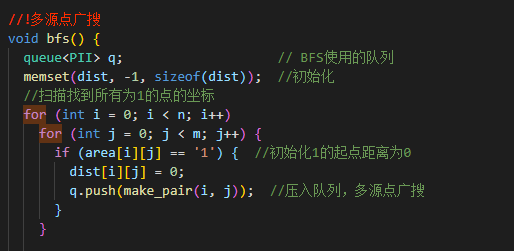 //!多源点广搜
void bfs() {
queue<PII> q; // BFS使用的队列
memset(dist, -1, sizeof(dist)); //初始化
//扫描找到所有为1的点的坐标
for (int i = 0; i < n; i++)
for (int j = 0; j < m; j++) {
if (area[i][j] == '1') { //初始化1的起点距离为0
dist[i][j] = 0;
q.push(make_pair(i, j)); //压入队列，多源点广搜
}
}